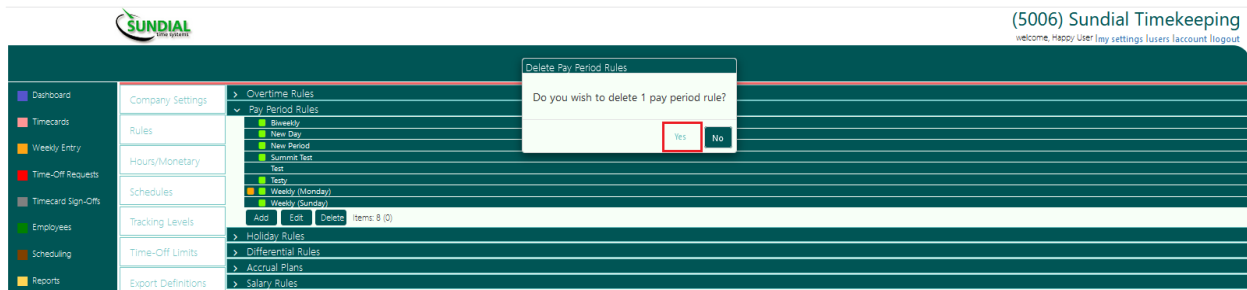 SUNDIAL
time systems
(5006) Sundial Timekeeping
welcome, Happy User |my settings |users |account |logout
Delete Pay Period Rules
Do you wish to delete 1 pay period rule?
Yes
No
Dashboard
Timecards
Weekly Entry
Time-Off Requests
Timecard Sign-Offs
Employees
Scheduling
Reports
Company Settings
Rules
Hours/Monetary
Schedules
Tracking Levels
Time-Off Limits
Export Definitions
Overtime Rules
Pay Period Rules
Biweekly
New Day
New Period
Summit Test
Test
Testy
Weekly (Monday)
Weekly (Sunday)
Add Edit Delete Items: 8 (0)
Holiday Rules
Differential Rules
Accrual Plans
Salary Rules